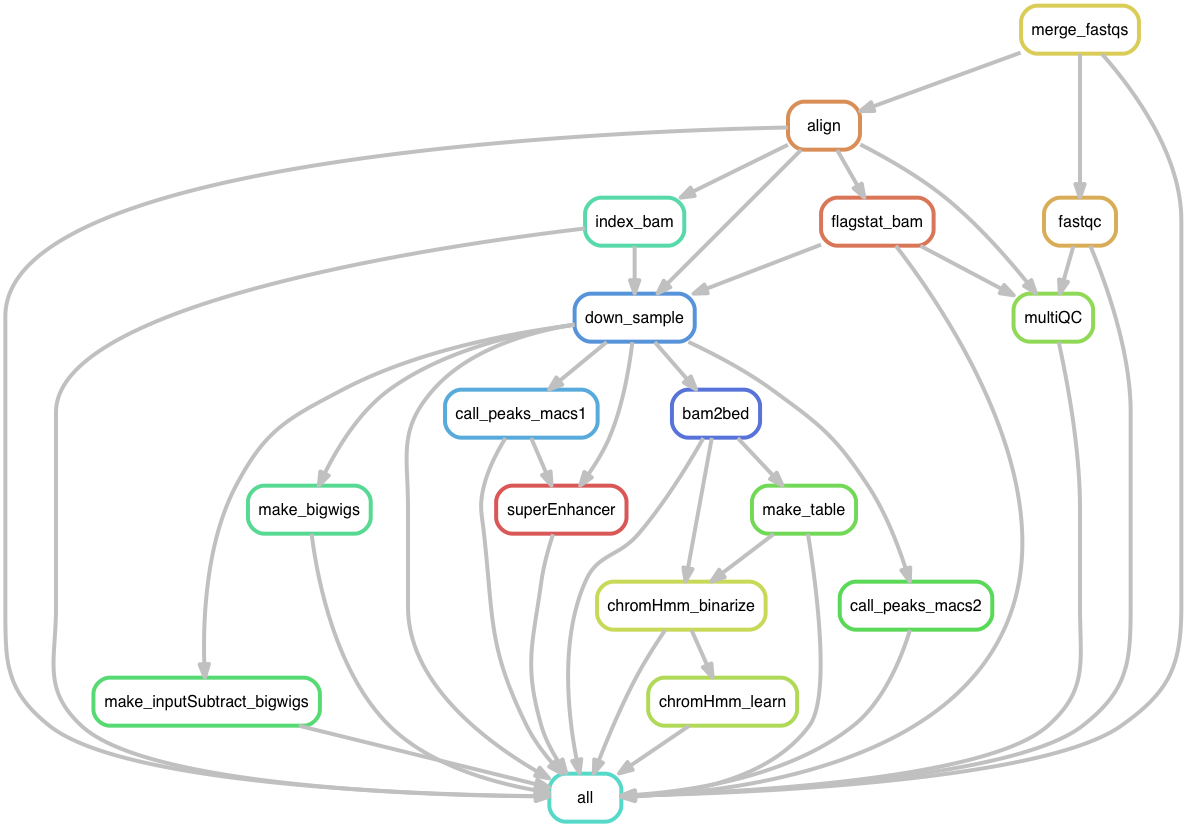 merge_fastqs
align
index_bam
flagstat_bam
fastqc
down_sample
multiQC
call_peaks_macs1
bam2bed
make_bigwigs
superEnhancer
make_table
chromHmm_binarize
call_peaks_macs2
make_inputSubtract_bigwigs
chromHmm_learn
all